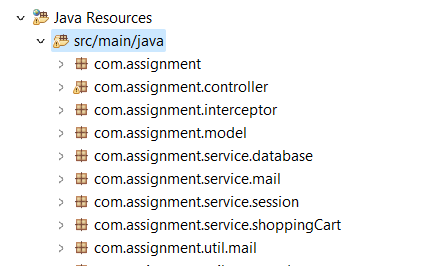 Java Resources
src/main/java
com.assignment
com.assignment.controller
com.assignment.interceptor
com.assignment.model
com.assignment.service.database
com.assignment.service.mail
com.assignment.service.session
com.assignment.service.shoppingCart
com.assignment.util.mail